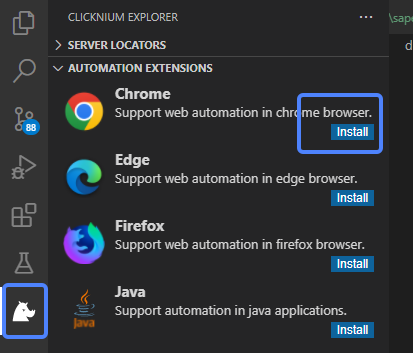 CLICKNIUM EXPLORER
SERVER LOCATORS
AUTOMATION EXTENSIONS
Chrome
Support web automation in chrome browser.
Install
Edge
Support web automation in edge browser.
Install
Firefox
Support web automation in firefox browser.
Install
Java
Support automation in java applications.
Install
88
Java